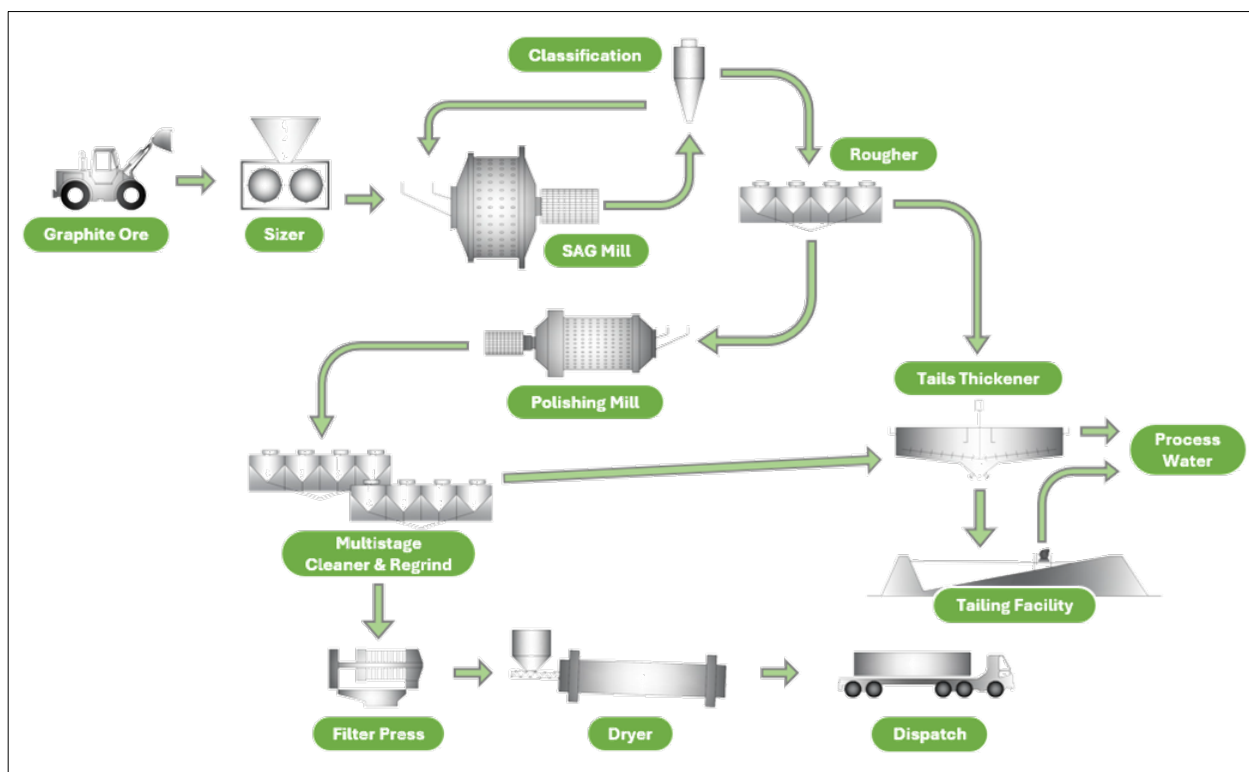 Classification
Rougher
Graphite Ore
Sizer
SAG Mill
Polishing Mill
Tails Thickener
Process
Water
Multistage
Cleaner & Regrind
Tailing Facility
Filter Press
Dryer
Dispatch